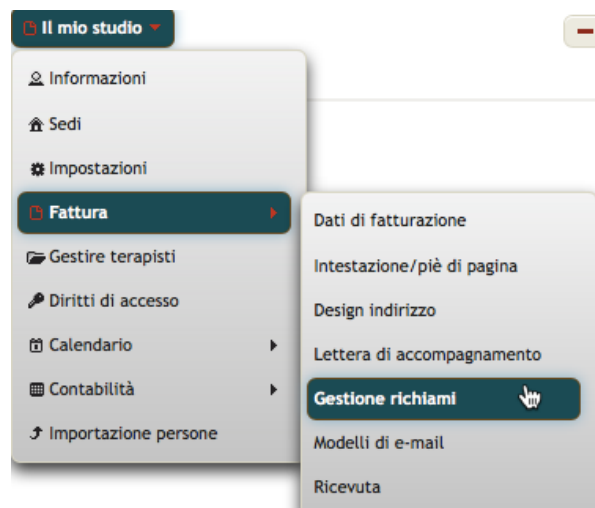 Il mio studio
Informazioni
Sedi
Impostazioni
Fattura
Gestire terapisti
Diritti di accesso
Calendario
Contabilità
Importazione persone
Dati di fatturazione
Intestazione/piè di pagina
Design indirizzo
Lettera di accompagnamento
Gestione richiami
Modelli di e-mail
Ricevuta